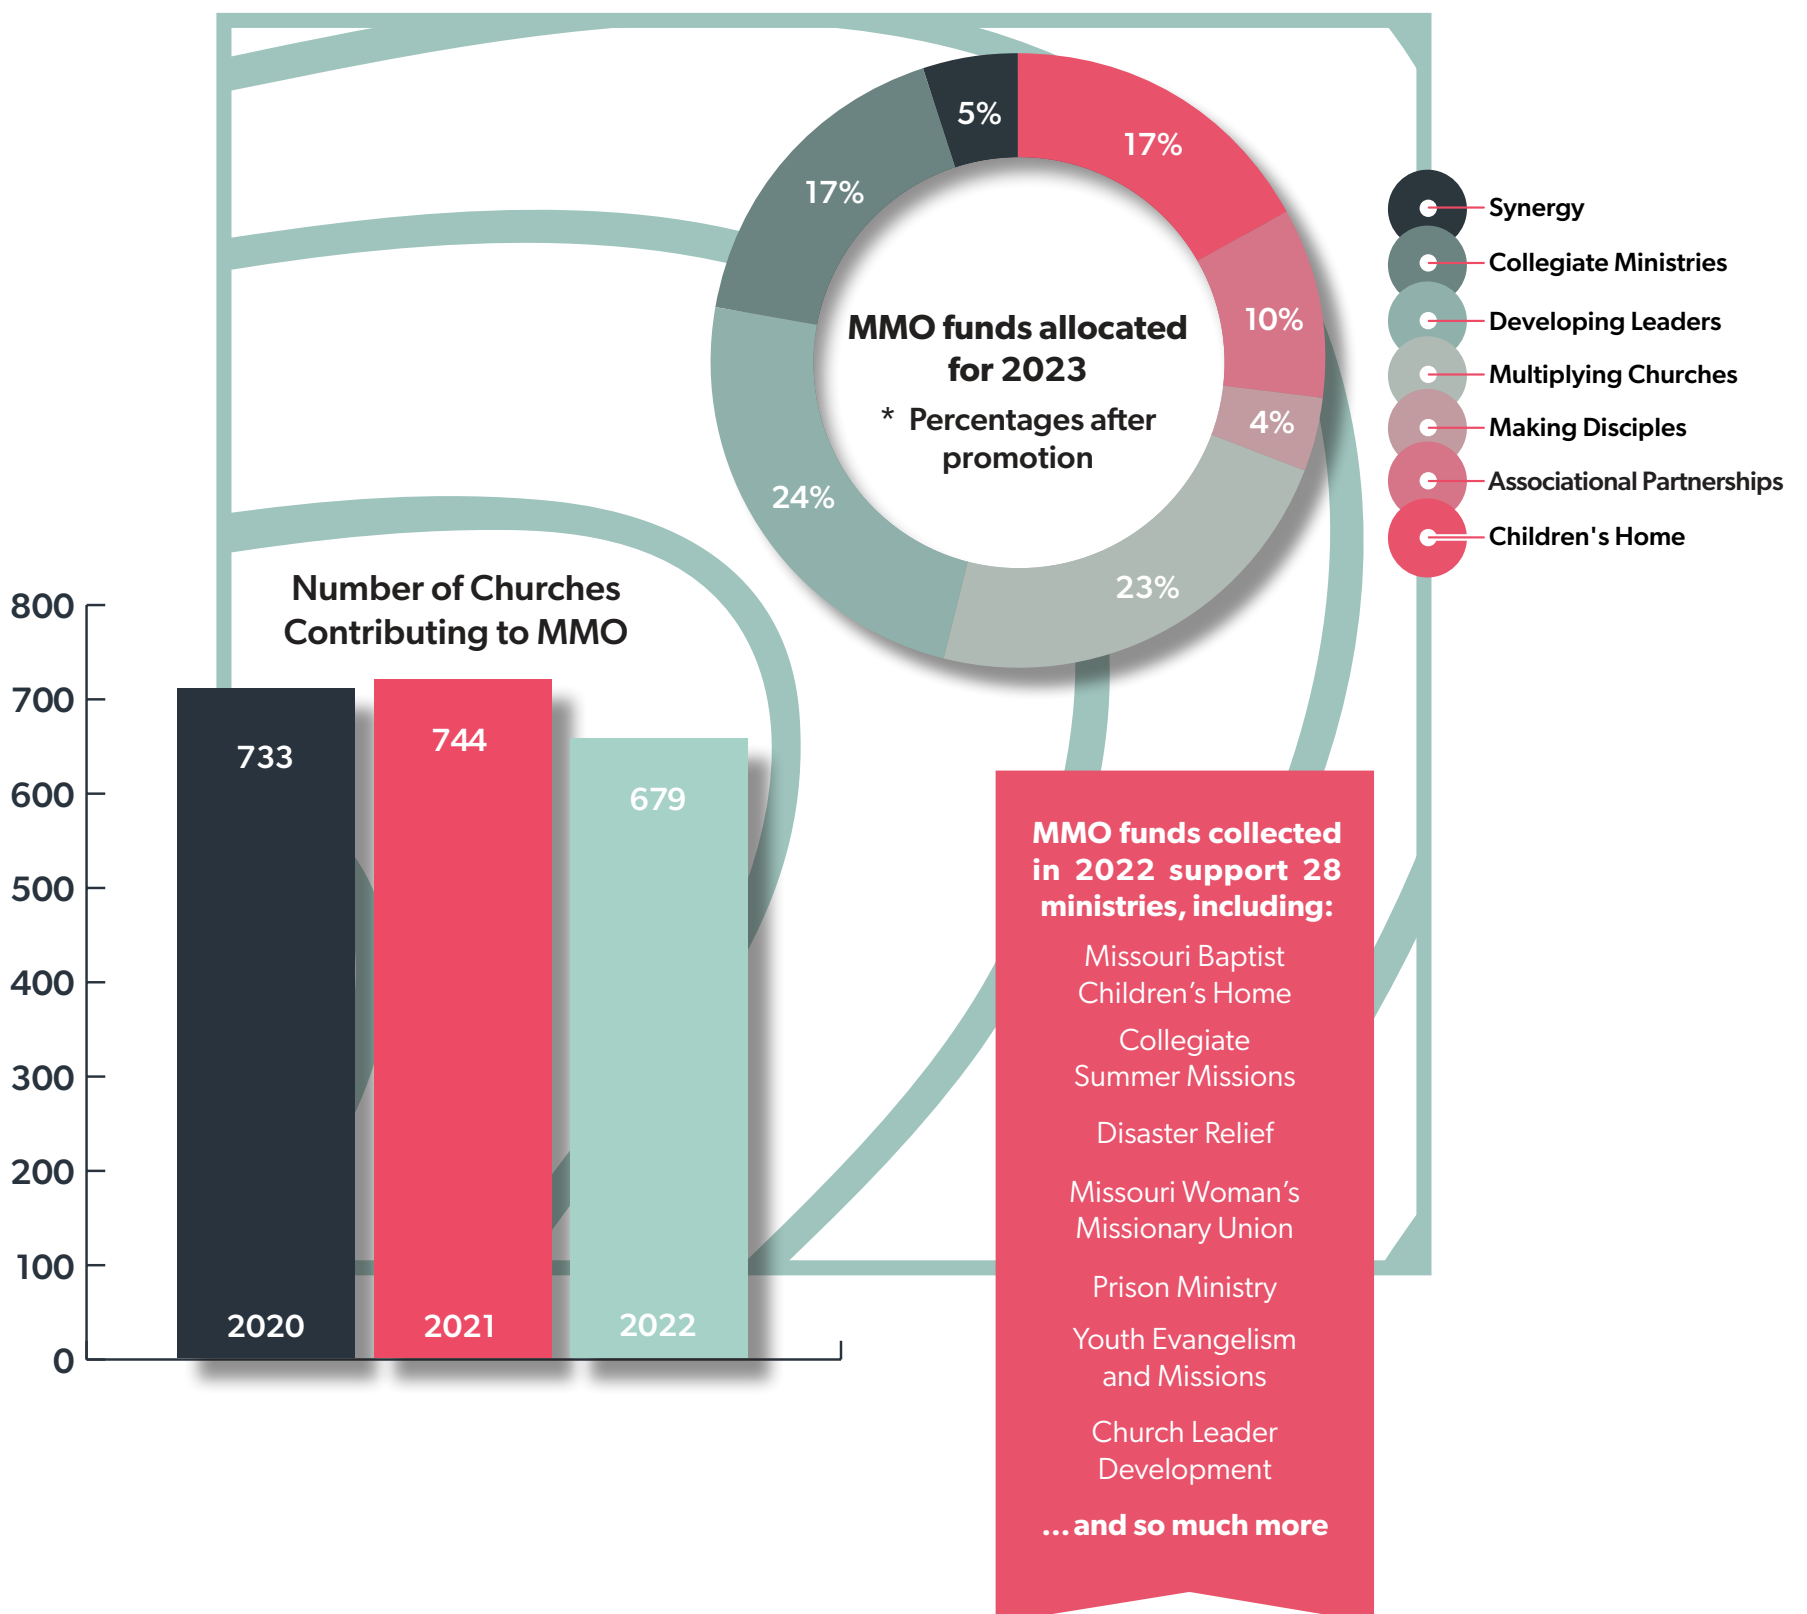 5%
17%
17%
10%
4%
24%
23%
MMO funds allocated
for 2023
* Percentages after
promotion
Synergy
Collegiate Ministries
Developing Leaders
Multiplying Churches
Making Disciples
Associational Partnerships
Children's Home
Number of Churches
Contributing to MMO
800
700
600
500
400
300
200
100
0
733
744
679
2020
2021
2022
MMO funds collected
in 2022 support 28
ministries, including:
Missouri Baptist
Children’s Home
Collegiate
Summer Missions
Disaster Relief
Missouri Woman’s
Missionary Union
Prison Ministry
Youth Evangelism
and Missions
Church Leader
Development
...and so much more